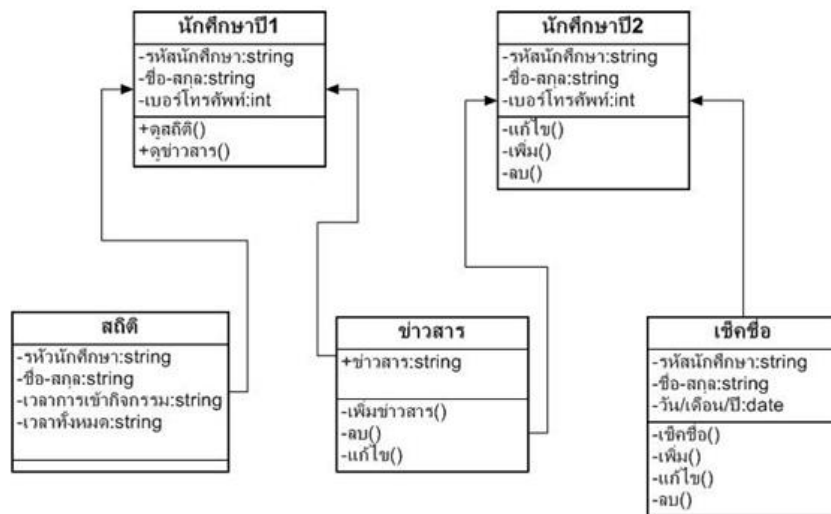 นักศึกษาปี1
-รหัสนักศึกษา:string
-ชื่อ-สกุล:string
-เบอร์โทรศัพท์:int
+ดูสถิติ()
+ดูข่าวสาร()
นักศึกษาปี2
-รหัสนักศึกษา:string
-ชื่อ-สกุล:string
-เบอร์โทรศัพท์:int
-แก้ไข()
-เพิ่ม()
-ลบ()
สถิติ
-รหัวนักศึกษา:string
-ชื่อ-สกุล:string
-เวลาการเข้ากิจกรรม:string
-เวลาทั้งหมด:string
ข่าวสาร
+ข่าวสาร:string
-เพิ่มข่าวสาร()
-ลบ()
-แก้ไข()
เช็คชื่อ
-รหัสนักศึกษา:string
-ชื่อ-สกุล:string
-วัน/เดือน/ปี:date
-เช็คชื่อ()
-เพิ่ม()
-แก้ไข()
-ลบ()